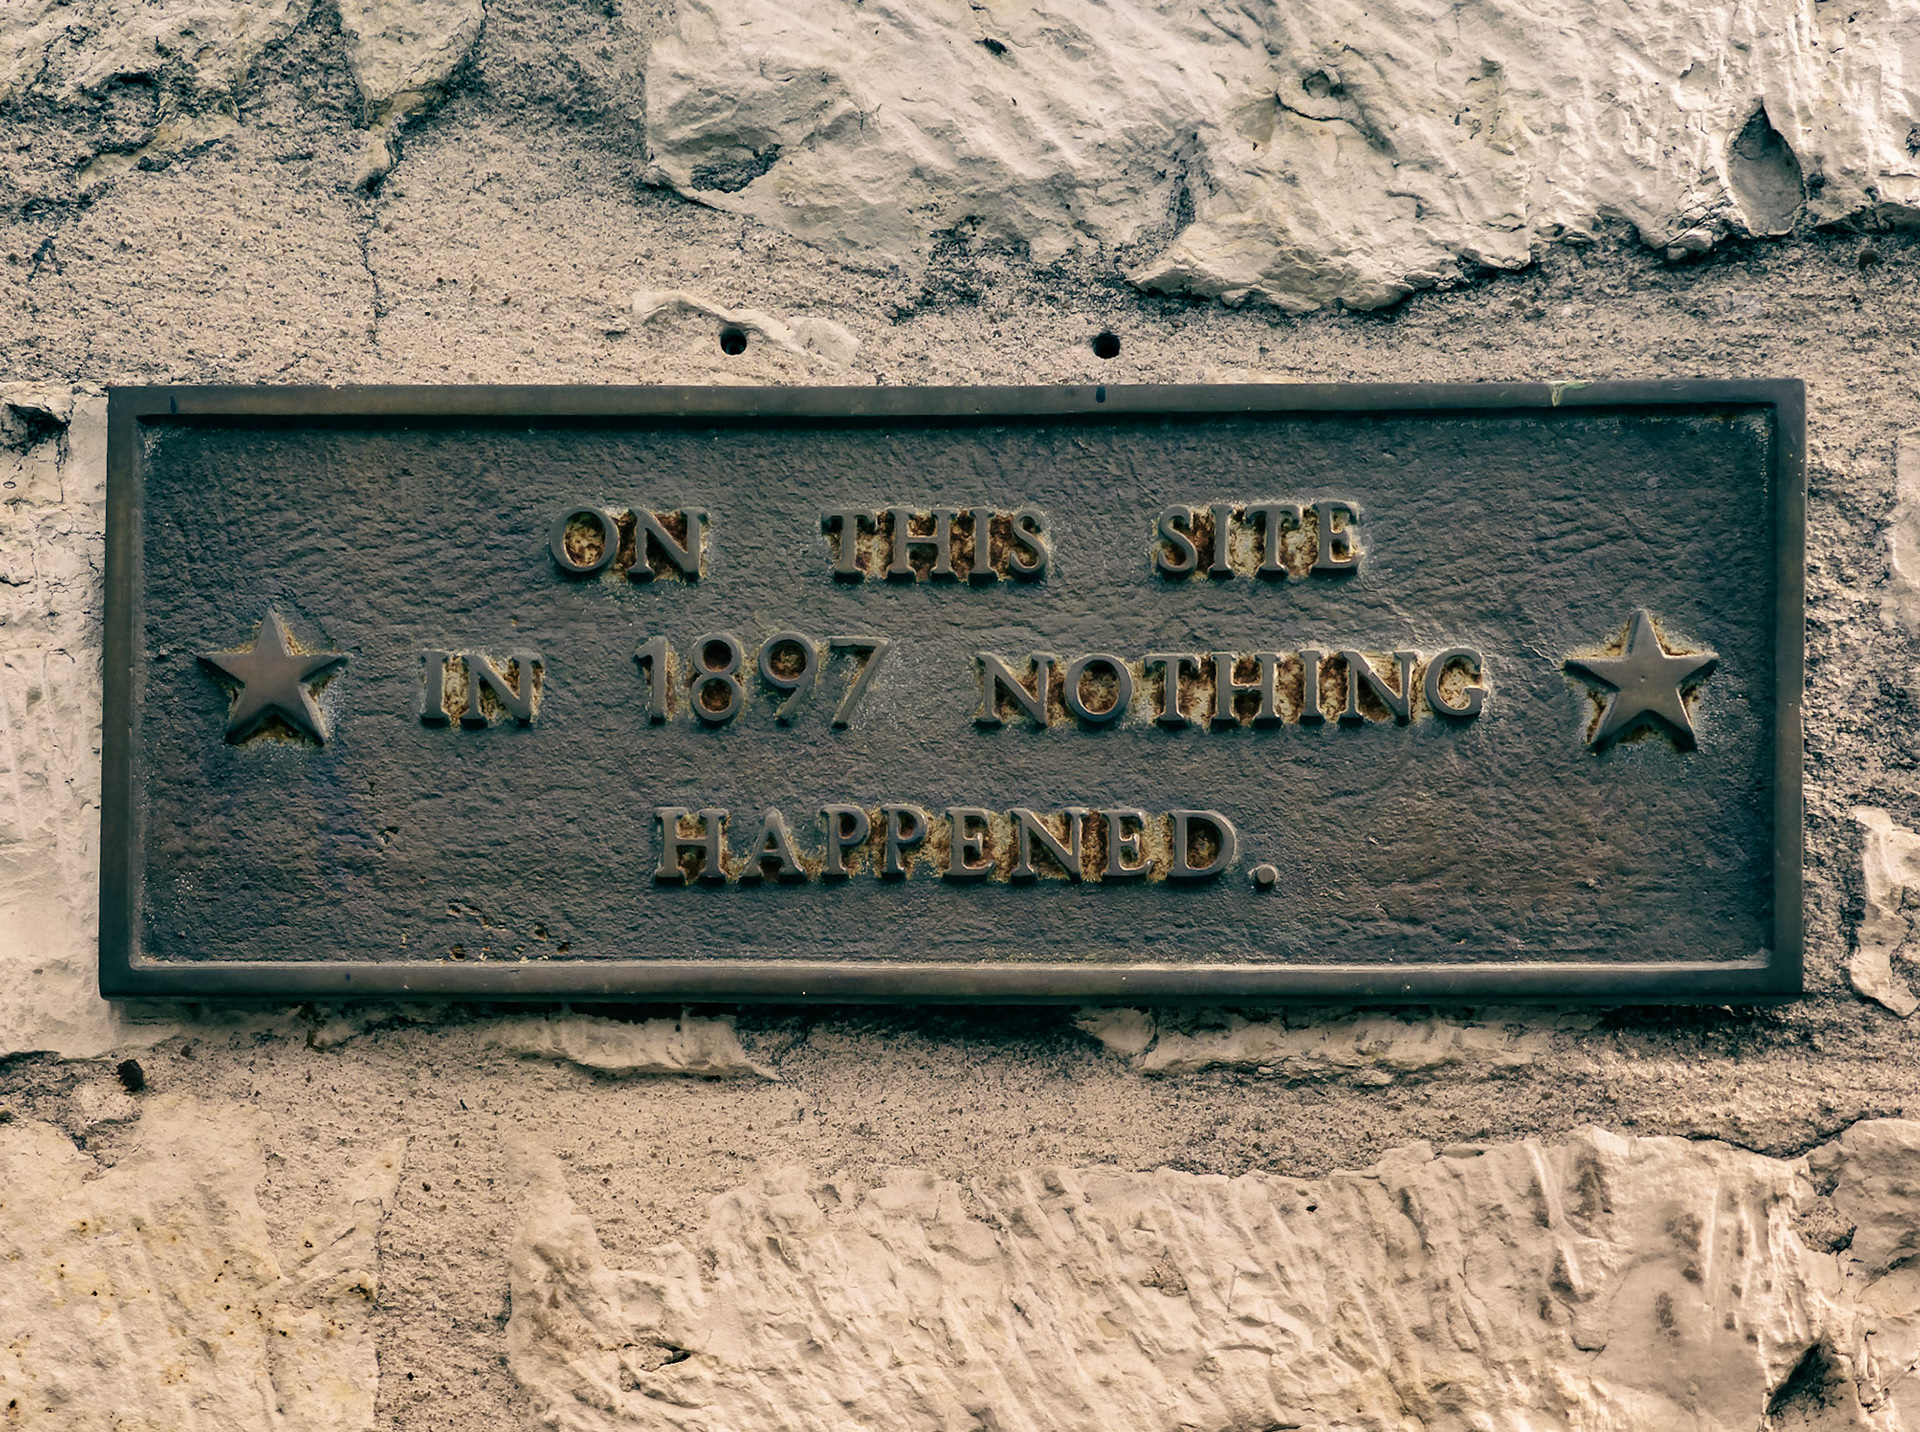 ON THIS SITE
IN 1897 NOTHING
HAPPENED.